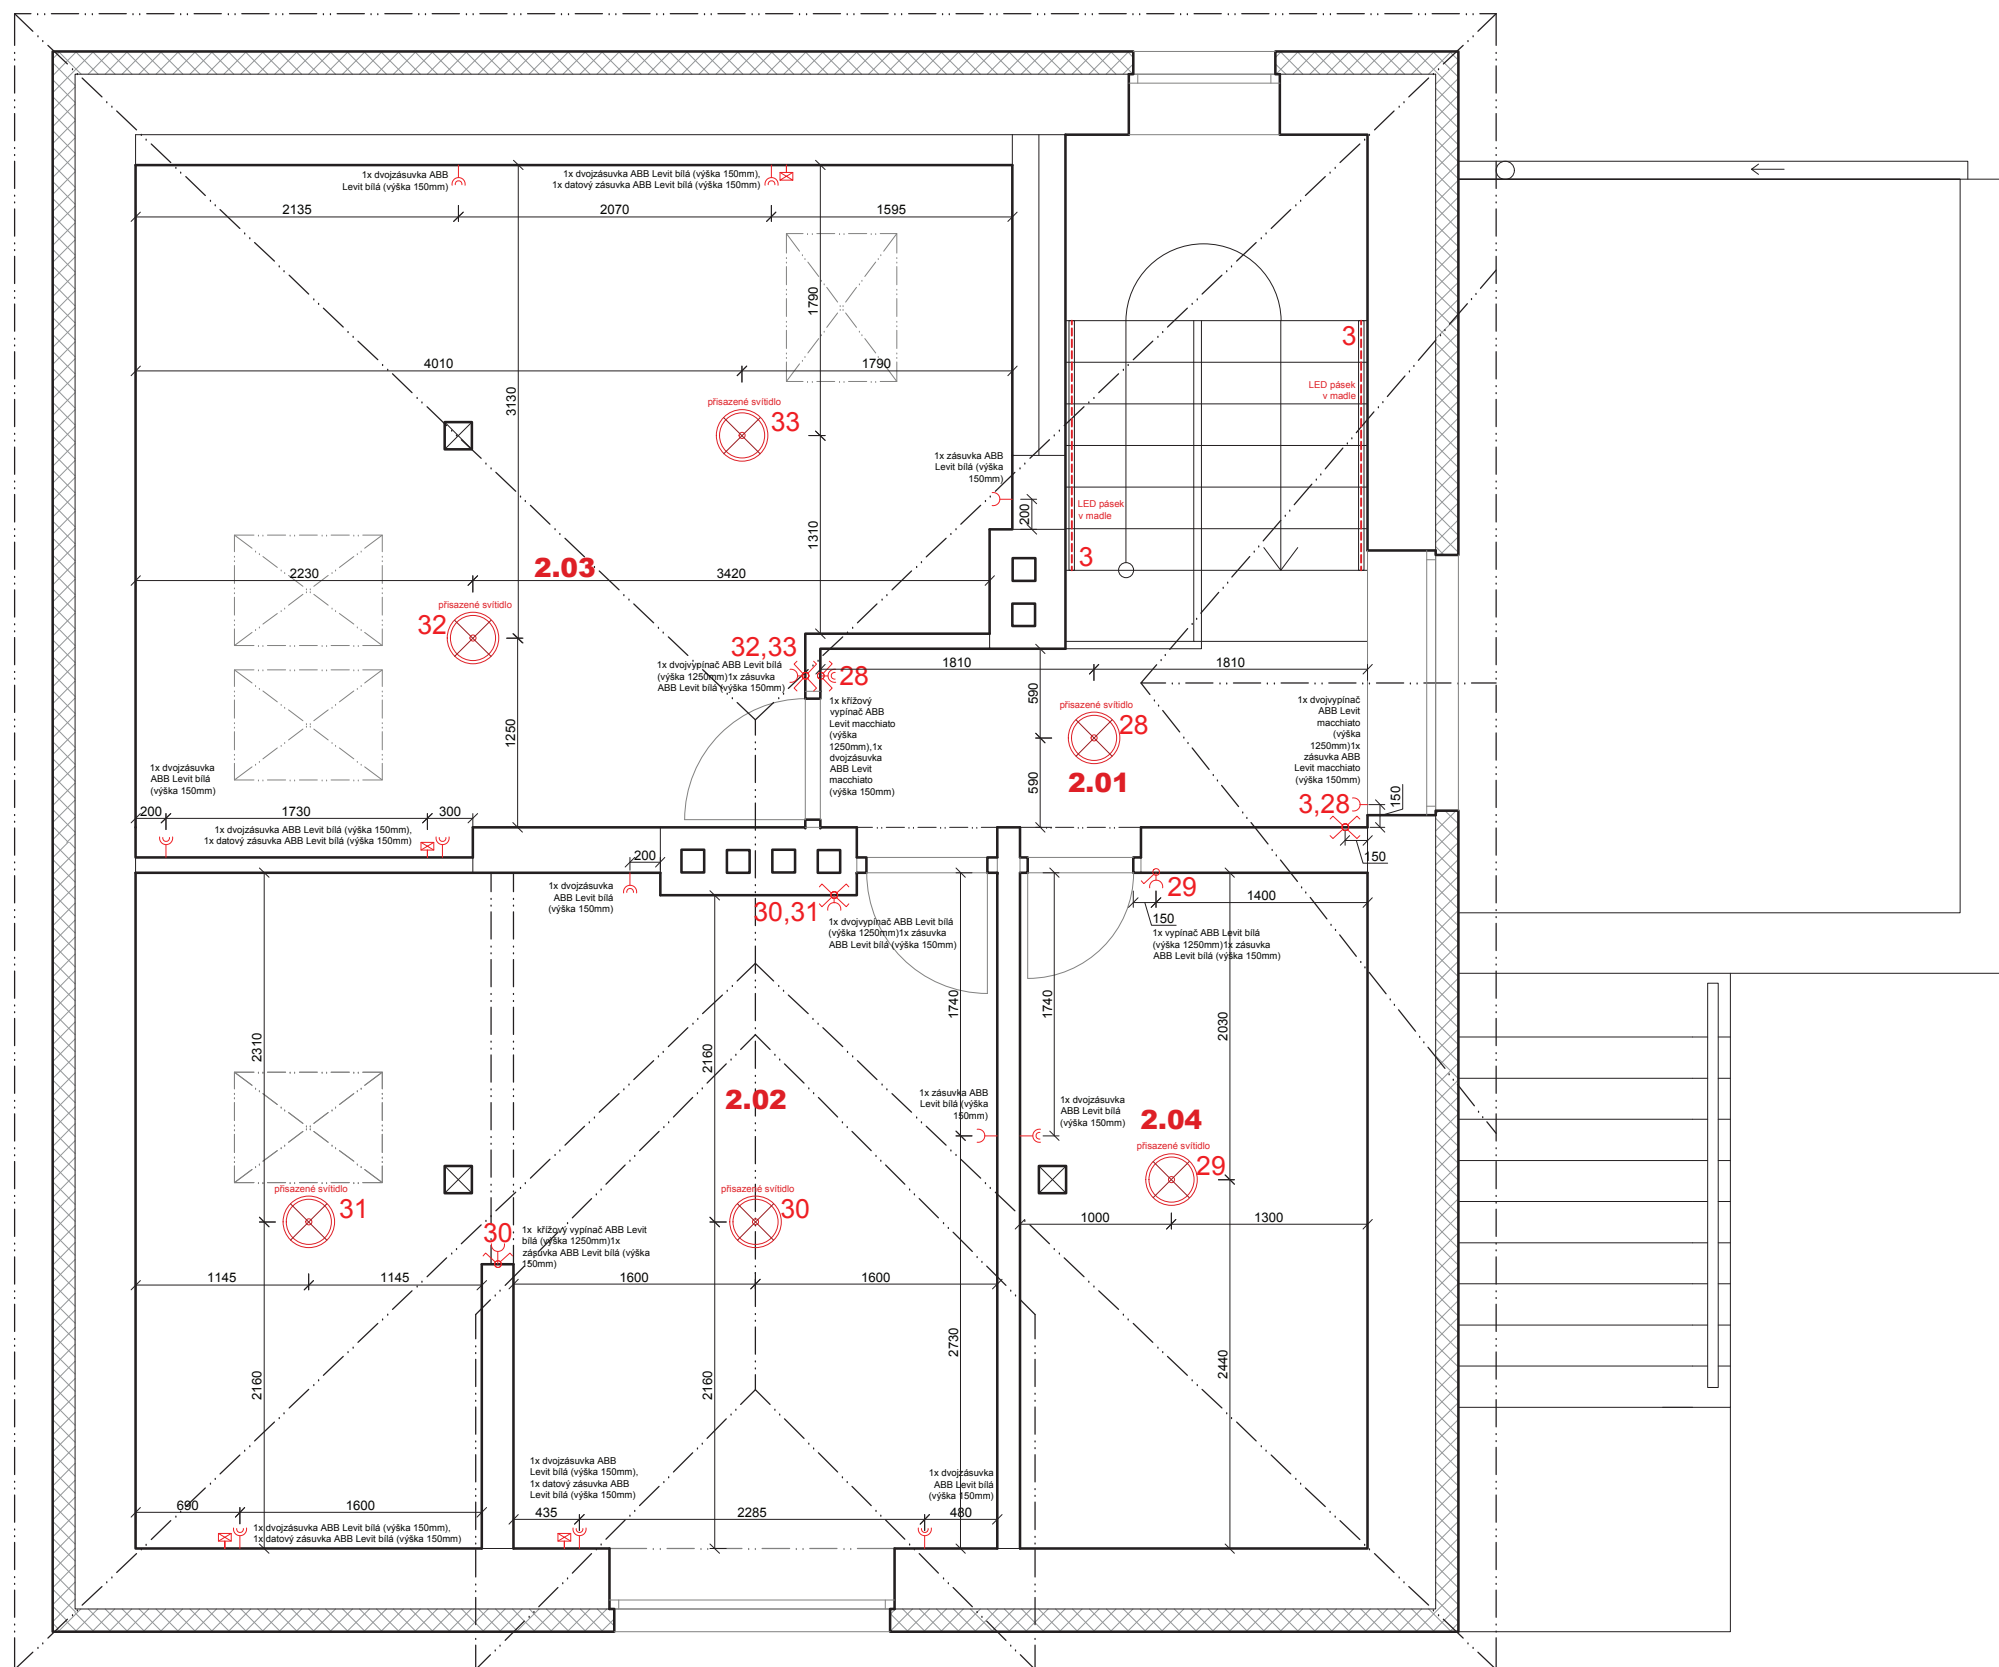 1x dvojzásuvka ABB
Levit bílá (výška 150mm)
1x dvojzásuvka ABB Levit bílá (výška 150mm),
1x datový zásuvka ABB Levit bílá (výška 150mm)
2135
2070
1595
1790
4010
1790
3130
přisazené svítidlo
33
3
LED pásek
v madle
1x zásuvka ABB
Levit bílá (výška
150mm)
200
LED pásek
v madle
3
1310
2230
2.03
3420
přisazené svítidlo
32
32,33
1x dvojvypínač ABB Levit bílá
(výška 1250mm)1x zásuvka
ABB Levit bílá (výška 150mm)
28
1810
1810
590
1x křížový
vypínač ABB
Levit macchiato
(výška
1250mm),1x
dvojzásuvka
ABB Levit
macchiato
(výška 150mm)
přisazené svítidlo
28
2.01
590
1x dvojvypínač
ABB Levit
macchiato
(výška
1250mm)1x
zásuvka ABB
Levit macchiato
(výška 150mm)
3,28
150
150
1250
1x dvojzásuvka
ABB Levit bílá
(výška 150mm)
200
1730
300
1x dvojzásuvka ABB Levit bílá (výška 150mm),
1x datový zásuvka ABB Levit bílá (výška 150mm)
200
1x dvojzásuvka
ABB Levit bílá
(výška 150mm)
30,31
1x dvojvypínač ABB Levit bílá
(výška 1250mm)1x zásuvka
ABB Levit bílá (výška 150mm)
29
1400
150
1x vypínač ABB Levit bílá
(výška 1250mm)1x zásuvka
ABB Levit bílá (výška 150mm)
2310
2160
1740
1740
2030
2.02
1x zásuvka ABB
Levit bílá (výška
150mm)
1x dvojzásuvka
ABB Levit bílá
(výška 150mm)
2.04
přisazené svítidlo
29
přisazené svítidlo
31
přisazené svítidlo
30
30
1x  křížový vypínač ABB Levit
bílá (výška 1250mm)1x
zásuvka ABB Levit bílá (výška
150mm)
1000
1300
1145
1145
1600
1600
2160
2160
2730
2440
1x dvojzásuvka ABB
Levit bílá (výška 150mm),
1x datový zásuvka ABB
Levit bílá (výška 150mm)
1x dvojzásuvka
ABB Levit bílá
(výška 150mm)
690
1600
435
2285
480
1x dvojzásuvka ABB Levit bílá (výška 150mm),
1x datový zásuvka ABB Levit bílá (výška 150mm)